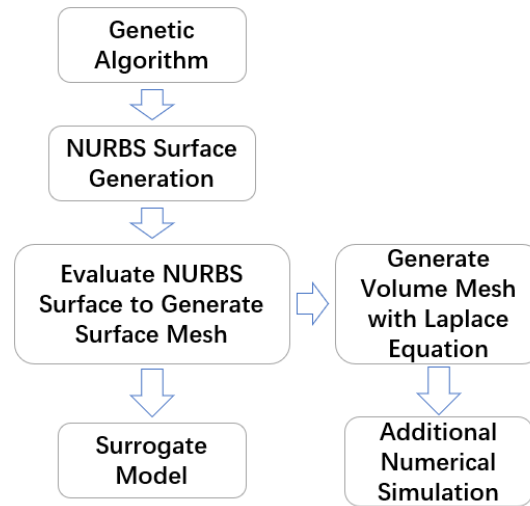 Genetic
Algorithm
NURBS Surface
Generation
Evaluate NURBS
Surface to Generate
Surface Mesh
Generate
Volume Mesh
with Laplace
Equation
Surrogate
Model
Additional
Numerical
Simulation